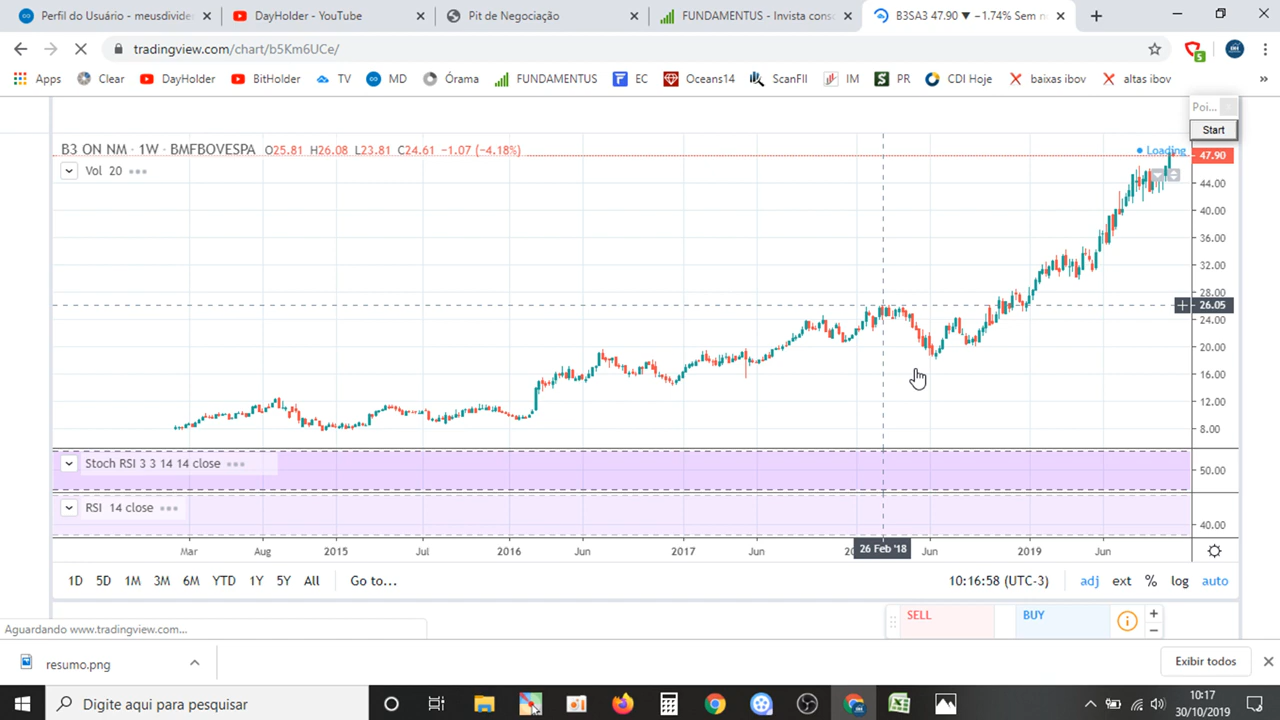 Perfil do Usuário - meusdivider
DayHolder - YouTube
Pit de Negociação
FUNDAMENTUS - Invista cons
B3SA3 47.90 ▼ −1.74% Sem n
tradingview.com/chart/b5Km6UCe/
Apps
Clear
DayHolder
BitHolder
TV
MD
Órama
FUNDAMENTUS
EC
Oceans14
ScanFII
IM
PR
CDI Hoje
baixas ibov
altas ibov
»
Poi...
Start
B3 ON NM · 1W · BMFBOVESPA O25.81 H26.08 L23.81 C24.61 −1.07 (−4.18%)
Loading
47.90
Vol 20
44.00
40.00
36.00
32.00
28.00
26.05
24.00
20.00
16.00
12.00
8.00
Stoch RSI 3 3 14 14 close
50.00
RSI 14 close
40.00
Mar Aug 2015 Jul 2016 Jun 2017 Jun 26 Feb '18 Jun 2019 Jun
1D 5D 1M 3M 6M YTD 1Y 5Y All Go to...
10:16:58 (UTC-3) adj ext % log auto
SELL
BUY
Aguardando www.tradingview.com...
resumo.png
Exibir todos
Digite aqui para pesquisar
10:17
30/10/2019